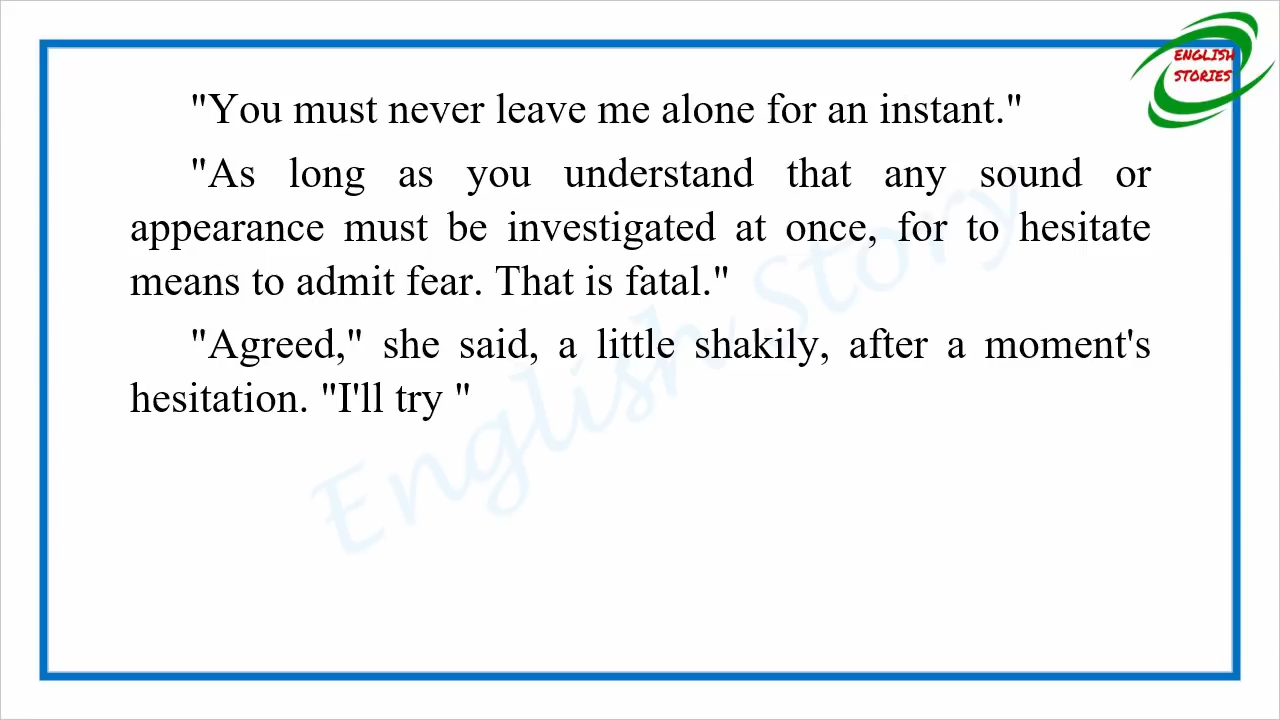 ENGLISH
STORIES
"You must never leave me alone for an instant."
"As long as you understand that any sound or
appearance must be investigated at once, for to hesitate
means to admit fear. That is fatal."
"Agreed," she said, a little shakily, after a moment's
hesitation. "I'll try "
English Story